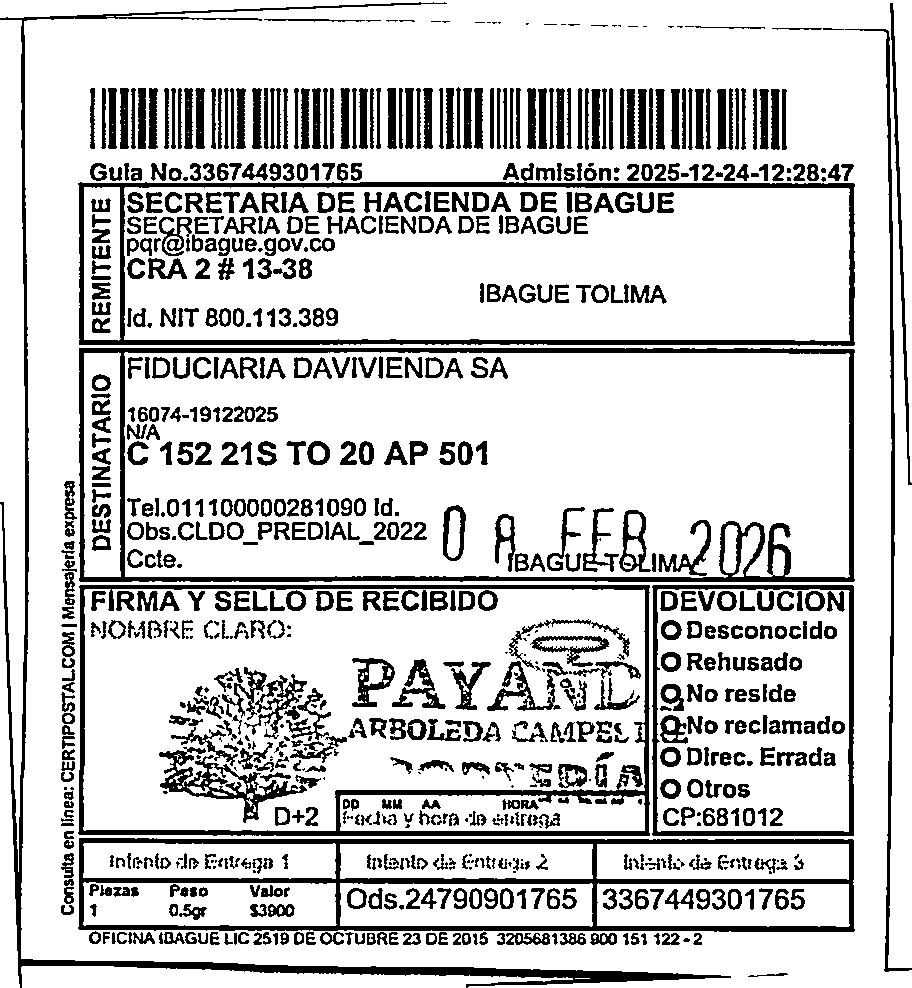 Guia No.3367449301765 Admisión: 2025-12-24-12:28:47
REMITENTE
SECRETARIA DE HACIENDA DE IBAGUE
SECRETARIA DE HACIENDA DE IBAGUE
pqr@ibague.gov.co
CRA 2 # 13-38
IBAGUE TOLIMA
Id. NIT 800.113.389
DESTINATARIO
FIDUCIARIA DAVIVIENDA SA
16074-19122025
N/A
C 152 21S TO 20 AP 501
Tel.0111000000281090 Id.
Obs.CLDO_PREDIAL_2022
Ccte.
08 FEB 2026
IBAGUE-TOLIMA
Consulta en línea: CERTIPOSTAL.COM | Mensajería expresa
FIRMA Y SELLO DE RECIBIDO
NOMBRE CLARO:
PAYAND
ARBOLEDA CAMPES
D+2
DD MM AA HORA
Fecha y hora de entrega
DEVOLUCION
Desconocido
Rehusado
No reside
No reclamado
Direc. Errada
Otros
CP:681012
Intento de Entrega 1 Intento de Entrega 2 Intento de Entrega 3
Piezas Peso Valor
1 0.5gr $3900
Ods.24790901765 3367449301765
OFICINA IBAGUE LIC 2519 DE OCTUBRE 23 DE 2015 3205681386 900 151 122 - 2